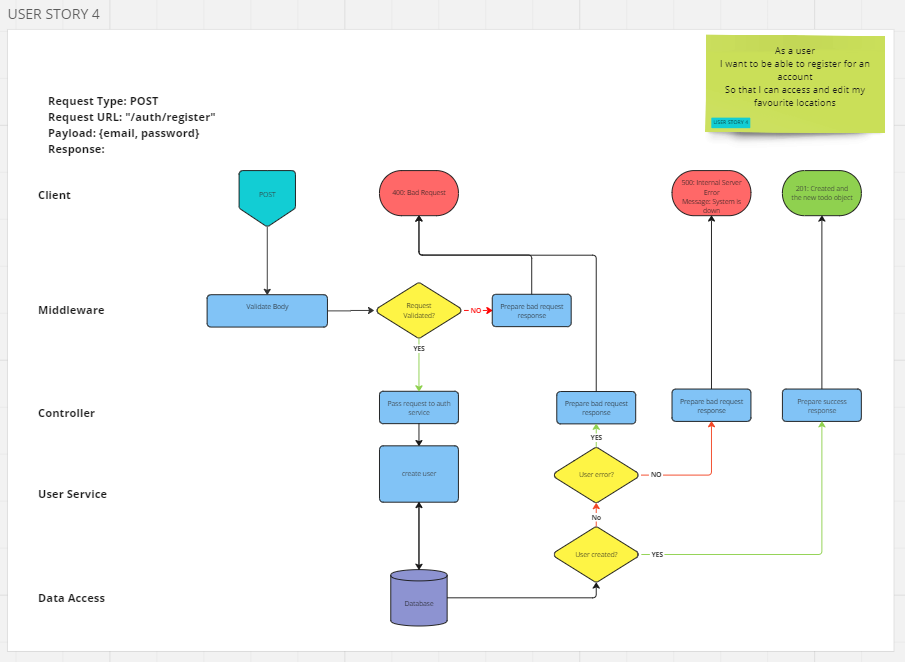 USER STORY 4
As a user
I want to be able to register for an
account
So that I can access and edit my
favourite locations
USER STORY 4
Request Type: POST
Request URL: "/auth/register"
Payload: {email, password}
Response:
Client
POST
400: Bad Request
500: Internal Server
Error
Message: System is
down
201: Created and
the new todo object
Middleware
Validate Body
Request
Validated?
NO
Prepare bad request
response
YES
Controller
Pass request to auth
service
Prepare bad request
response
Prepare bad request
response
Prepare success
response
YES
User Service
create user
User error?
NO
No
User created?
YES
Data Access
Database